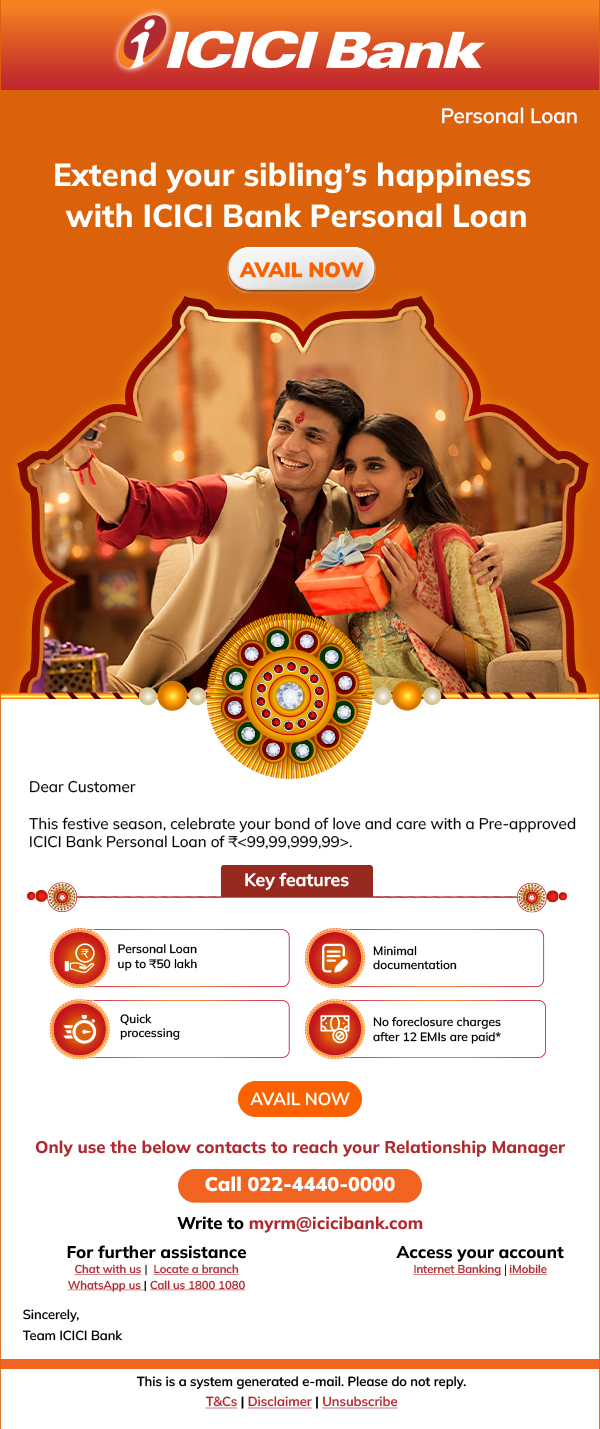 i ICICI Bank
Personal Loan
Extend your sibling's happiness
with ICICI Bank Personal Loan
AVAIL NOW
Dear Customer
This festive season, celebrate your bond of love and care with a Pre-approved
ICICI Bank Personal Loan of ₹<99,99,999,99>.
Key features
Personal Loan
up to ₹50 lakh
Minimal
documentation
Quick
processing
No foreclosure charges
after 12 EMIs are paid*
AVAIL NOW
Only use the below contacts to reach your Relationship Manager
Call 022-4440-0000
Write to myrm@icicibank.com
For further assistance
Chat with us | Locate a branch
WhatsApp us | Call us 1800 1080
Access your account
Internet Banking | iMobile
Sincerely,
Team ICICI Bank
This is a system generated e-mail. Please do not reply.
T&Cs | Disclaimer | Unsubscribe